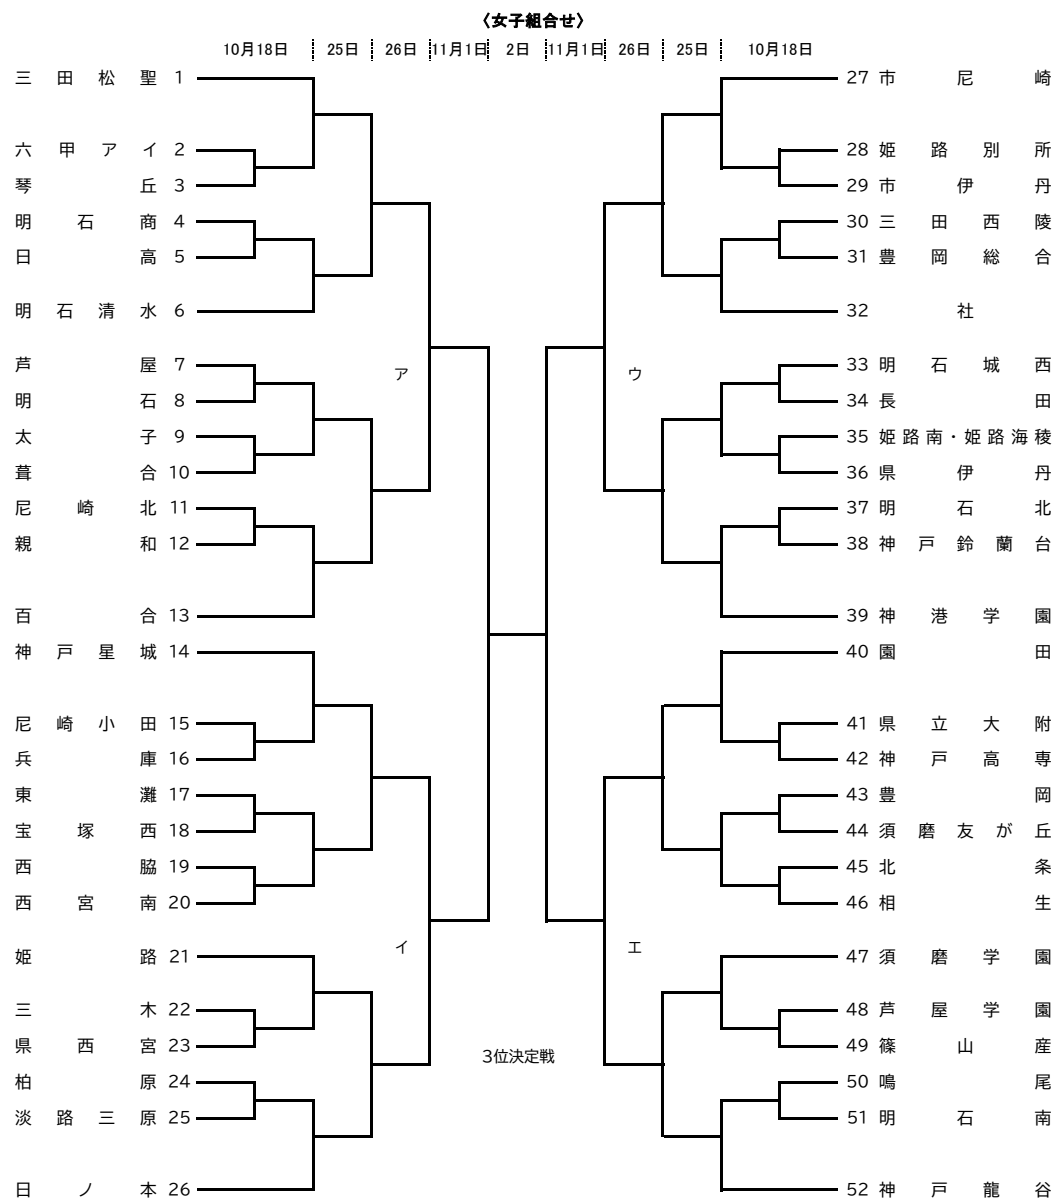 〈女子組合せ〉
10月18日 25日 26日 11月1日 2日 11月1日 26日 25日 10月18日
三田松聖 1 27 市尼崎
六甲アイ 2 28 姫路別所
琴丘 3 29 市伊丹
明石商 4 30 三田西陵
日高 5 31 豊岡総合
明石清水 6 32 社
芦屋 7 33 明石城西
ア ウ
明石 8 34 長田
太子 9 35 姫路南・姫路海稜
葺合 10 36 県伊丹
尼崎北 11 37 明石北
親和 12 38 神戸鈴蘭台
百合 13 39 神港学園
神戸星城 14 40 園田
尼崎小田 15 41 県立大附
兵庫 16 42 神戸高専
東灘 17 43 豊岡
宝塚西 18 44 須磨友が丘
西脇 19 45 北条
西宮南 20 46 相生
イ エ
姫路 21 47 須磨学園
三木 22 48 芦屋学園
県西宮 23 49 篠山産
3位決定戦
柏原 24 50 鳴尾
淡路三原 25 51 明石南
日ノ本 26 52 神戸龍谷